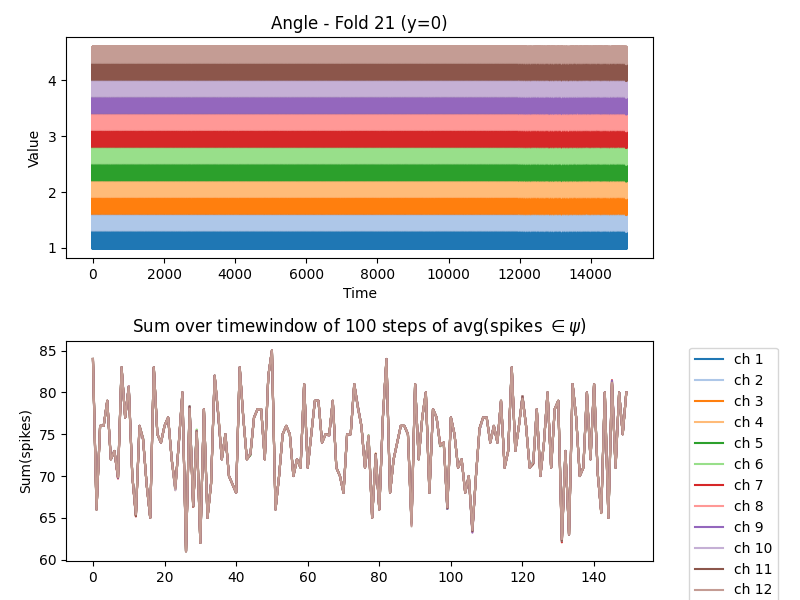 Angle - Fold 21 (y=0)
Value
4
3
2
1
0 2000 4000 6000 8000 10000 12000 14000
Time
Sum over timewindow of 100 steps of avg(spikes ∈ψ)
Sum(spikes)
85
80
75
70
65
60
0 20 40 60 80 100 120 140
ch 1
ch 2
ch 3
ch 4
ch 5
ch 6
ch 7
ch 8
ch 9
ch 10
ch 11
ch 12